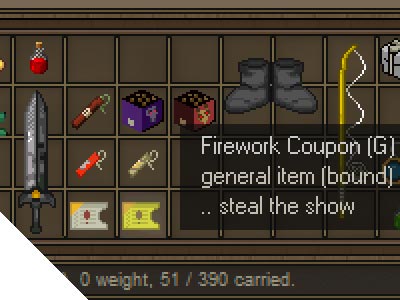 Firework Coupon (G)
general item (bound)
.. steal the show
0 weight, 51 / 390 carried.